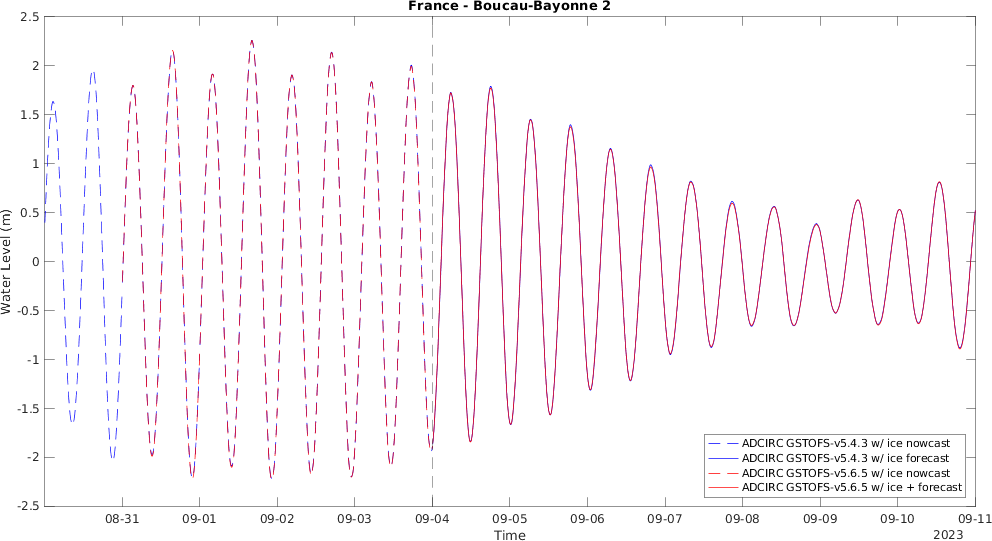 France - Boucau-Bayonne 2
2.5
2
1.5
1
0.5
0
-0.5
-1
-1.5
-2
-2.5
Water Level (m)
ADCIRC GSTOFS-v5.4.3 w/ ice nowcast
ADCIRC GSTOFS-v5.4.3 w/ ice forecast
ADCIRC GSTOFS-v5.6.5 w/ ice nowcast
ADCIRC GSTOFS-v5.6.5 w/ ice + forecast
08-31 09-01 09-02 09-03 09-04 09-05 09-06 09-07 09-08 09-09 09-10 09-11
Time
2023